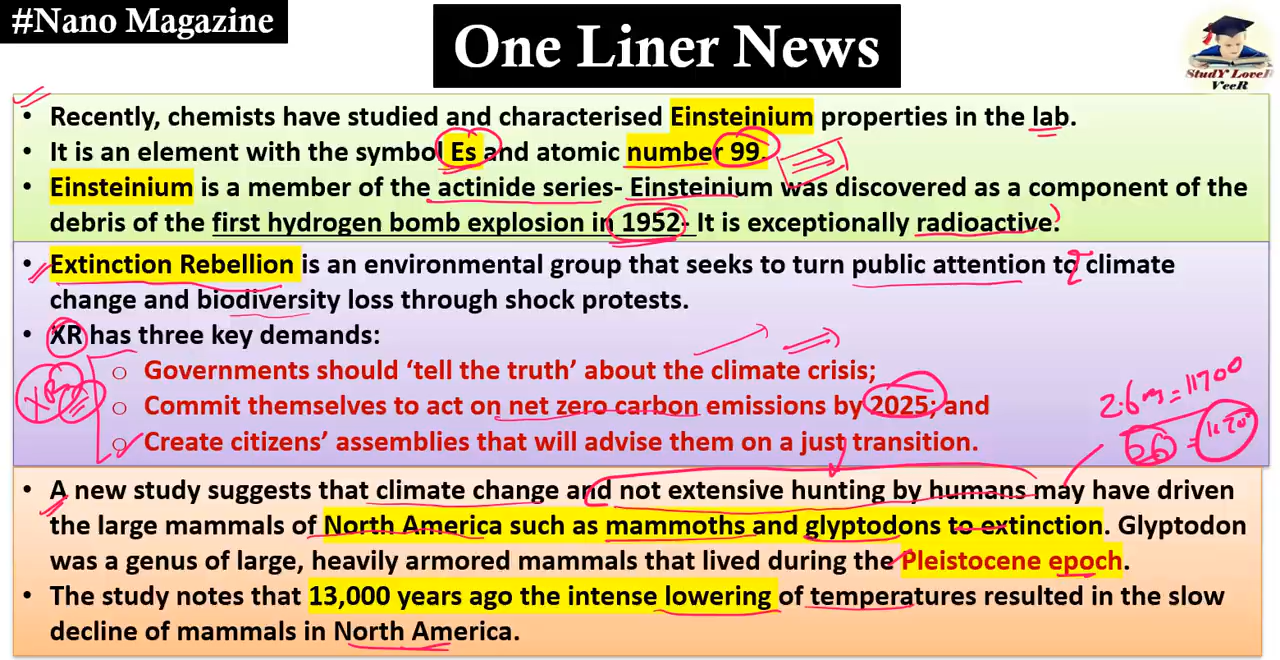 #Nano Magazine
One Liner News
StudY LoveR
VeeR
• Recently, chemists have studied and characterised Einsteinium properties in the lab.
• It is an element with the symbol Es and atomic number 99.
• Einsteinium is a member of the actinide series- Einsteinium was discovered as a component of the
debris of the first hydrogen bomb explosion in 1952- It is exceptionally radioactive.
• Extinction Rebellion is an environmental group that seeks to turn public attention to climate
change and biodiversity loss through shock protests.
• XR has three key demands:
o Governments should ‘tell the truth’ about the climate crisis;
o Commit themselves to act on net zero carbon emissions by 2025; and
o Create citizens’ assemblies that will advise them on a just transition.
XR
2.6m = 11700
26 = 11700
• A new study suggests that climate change and not extensive hunting by humans may have driven
the large mammals of North America such as mammoths and glyptodons to extinction. Glyptodon
was a genus of large, heavily armored mammals that lived during the Pleistocene epoch.
• The study notes that 13,000 years ago the intense lowering of temperatures resulted in the slow
decline of mammals in North America.